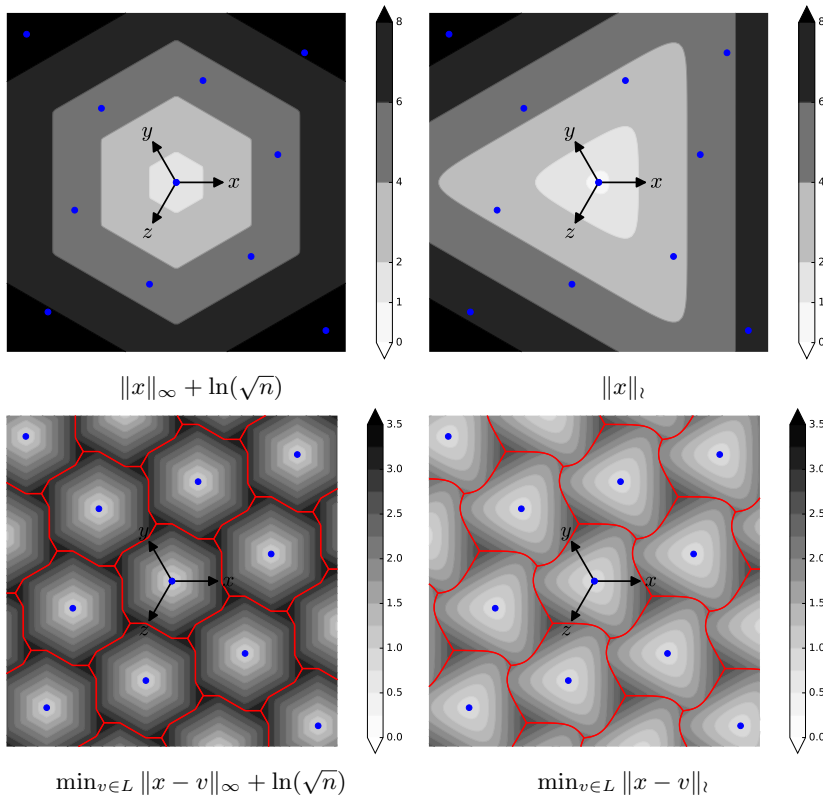 8
6
4
2
1
0
y
x
z
‖x‖∞ + ln(√n)
8
6
4
2
1
0
y
x
z
‖x‖≀
3.5
3.0
2.5
2.0
1.5
1.0
0.5
0.0
y
x
z
min_{v∈L} ‖x − v‖∞ + ln(√n)
3.5
3.0
2.5
2.0
1.5
1.0
0.5
0.0
y
x
z
min_{v∈L} ‖x − v‖≀